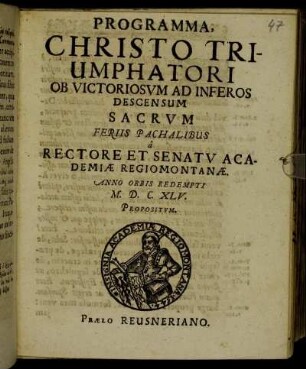 47
PROGRAMMA,
CHRISTO TRI-
UMPHATORI
OB VICTORIOSVM AD INFEROS
DESCENSUM
SACRVM
FERIIS PACHALIBUS
á
RECTORE ET SENATV ACA-
DEMIÆ REGIOMONTANÆ.
ANNO ORBIS REDEMPTI
M. D. C. XLV.
PROPOSITVM.
PRÆLO REUSNERIANO.